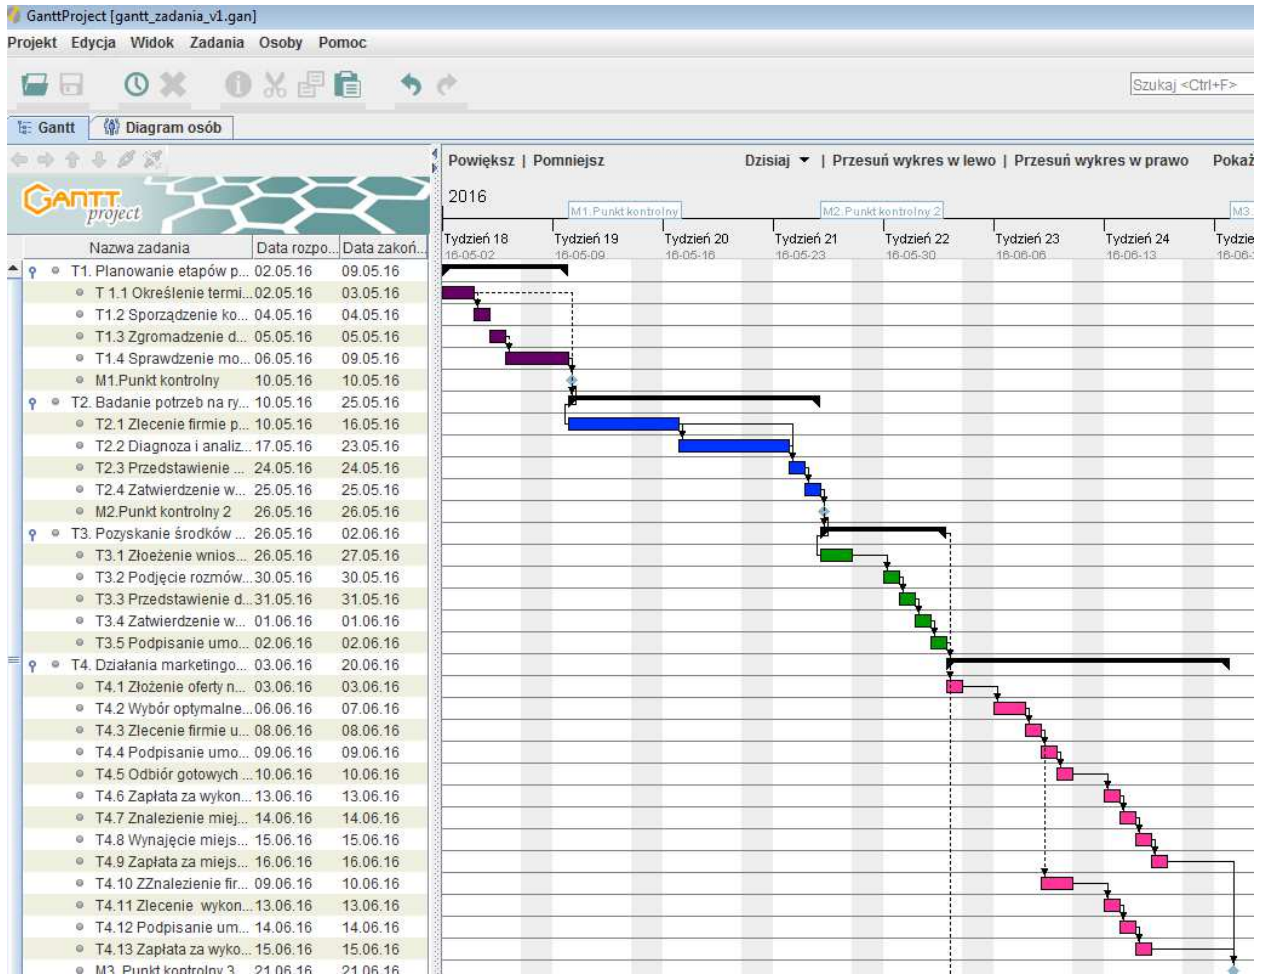 GanttProject [gantt_zadania_v1.gan]
Projekt Edycja Widok Zadania Osoby Pomoc
Szukaj <Ctrl+F>
Gantt Diagram osób
Powiększ | Pomniejsz Dzisiaj | Przesuń wykres w lewo | Przesuń wykres w prawo Pokaż
GANTT project
2016
M1.Punkt kontrolny M2.Punkt kontrolny 2 M3.
Tydzień 18 Tydzień 19 Tydzień 20 Tydzień 21 Tydzień 22 Tydzień 23 Tydzień 24 Tydzie
16-05-02 16-05-09 16-05-16 16-05-23 16-05-30 16-06-06 16-06-13 16-06-
Nazwa zadania Data rozpo... Data zakoń...
T1. Planowanie etapów p... 02.05.16 09.05.16
T 1.1 Określenie termi... 02.05.16 03.05.16
T1.2 Sporządzenie ko... 04.05.16 04.05.16
T1.3 Zgromadzenie d... 05.05.16 05.05.16
T1.4 Sprawdzenie mo... 06.05.16 09.05.16
M1.Punkt kontrolny 10.05.16 10.05.16
T2. Badanie potrzeb na ry... 10.05.16 25.05.16
T2.1 Zlecenie firmie p... 10.05.16 16.05.16
T2.2 Diagnoza i analiz... 17.05.16 23.05.16
T2.3 Przedstawienie ... 24.05.16 24.05.16
T2.4 Zatwierdzenie w... 25.05.16 25.05.16
M2.Punkt kontrolny 2 26.05.16 26.05.16
T3. Pozyskanie środków ... 26.05.16 02.06.16
T3.1 Złoeżenie wnios... 26.05.16 27.05.16
T3.2 Podjęcie rozmów... 30.05.16 30.05.16
T3.3 Przedstawienie d... 31.05.16 31.05.16
T3.4 Zatwierdzenie w... 01.06.16 01.06.16
T3.5 Podpisanie umo... 02.06.16 02.06.16
T4. Działania marketingo... 03.06.16 20.06.16
T4.1 Złożenie oferty n... 03.06.16 03.06.16
T4.2 Wybór optymalne... 06.06.16 07.06.16
T4.3 Zlecenie firmie u... 08.06.16 08.06.16
T4.4 Podpisanie umo... 09.06.16 09.06.16
T4.5 Odbiór gotowych ... 10.06.16 10.06.16
T4.6 Zapłata za wykon... 13.06.16 13.06.16
T4.7 Znalezienie miej... 14.06.16 14.06.16
T4.8 Wynajęcie miejs... 15.06.16 15.06.16
T4.9 Zapłata za miejs... 16.06.16 16.06.16
T4.10 ZZnalezienie fir... 09.06.16 10.06.16
T4.11 Zlecenie wykon... 13.06.16 13.06.16
T4.12 Podpisanie um... 14.06.16 14.06.16
T4.13 Zapłata za wyko... 15.06.16 15.06.16
M3. Punkt kontrolny 3 21.06.16 21.06.16